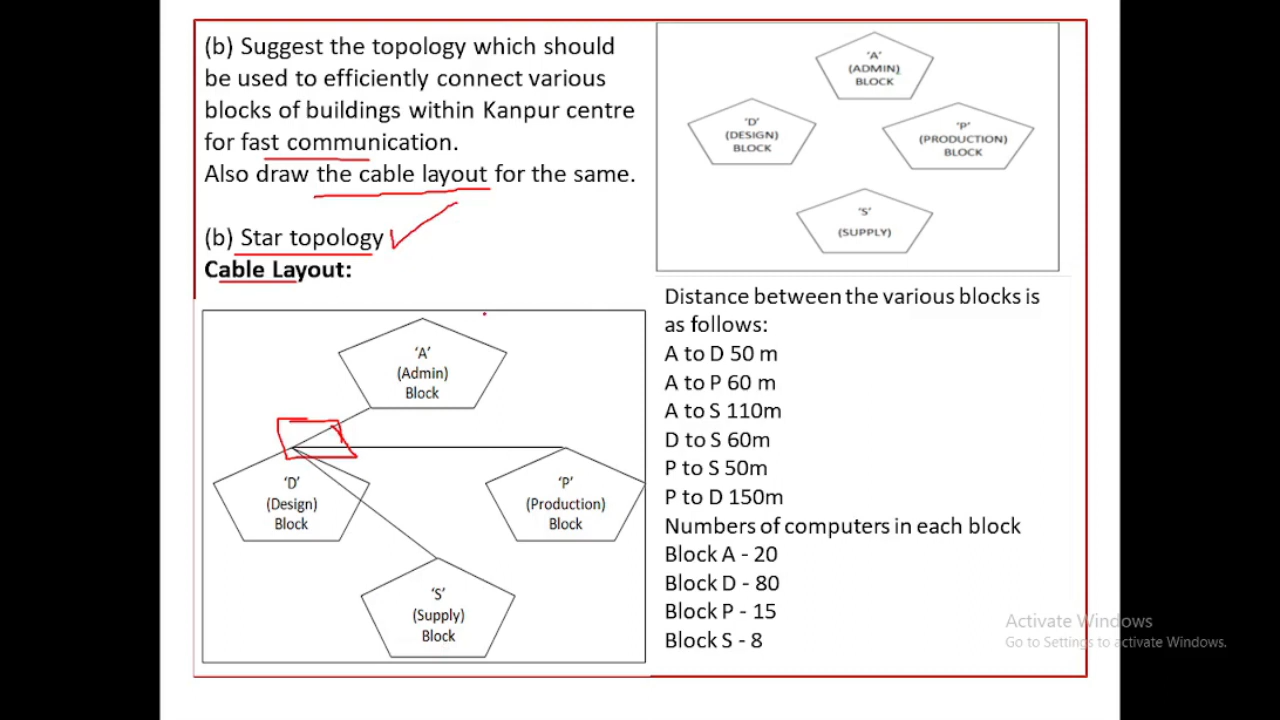 (b) Suggest the topology which should
be used to efficiently connect various
blocks of buildings within Kanpur centre
for fast communication.
Also draw the cable layout for the same.
(b) Star topology
Cable Layout:
'A'
(Admin)
Block
'D'
(Design)
Block
'P'
(Production)
Block
'S'
(Supply)
Block
'A'
(ADMIN)
BLOCK
'D'
(DESIGN)
BLOCK
'P'
(PRODUCTION)
BLOCK
'S'
(SUPPLY)
Distance between the various blocks is
as follows:
A to D 50 m
A to P 60 m
A to S 110m
D to S 60m
P to S 50m
P to D 150m
Numbers of computers in each block
Block A - 20
Block D - 80
Block P - 15
Block S - 8
Activate Windows
Go to Settings to activate Windows.